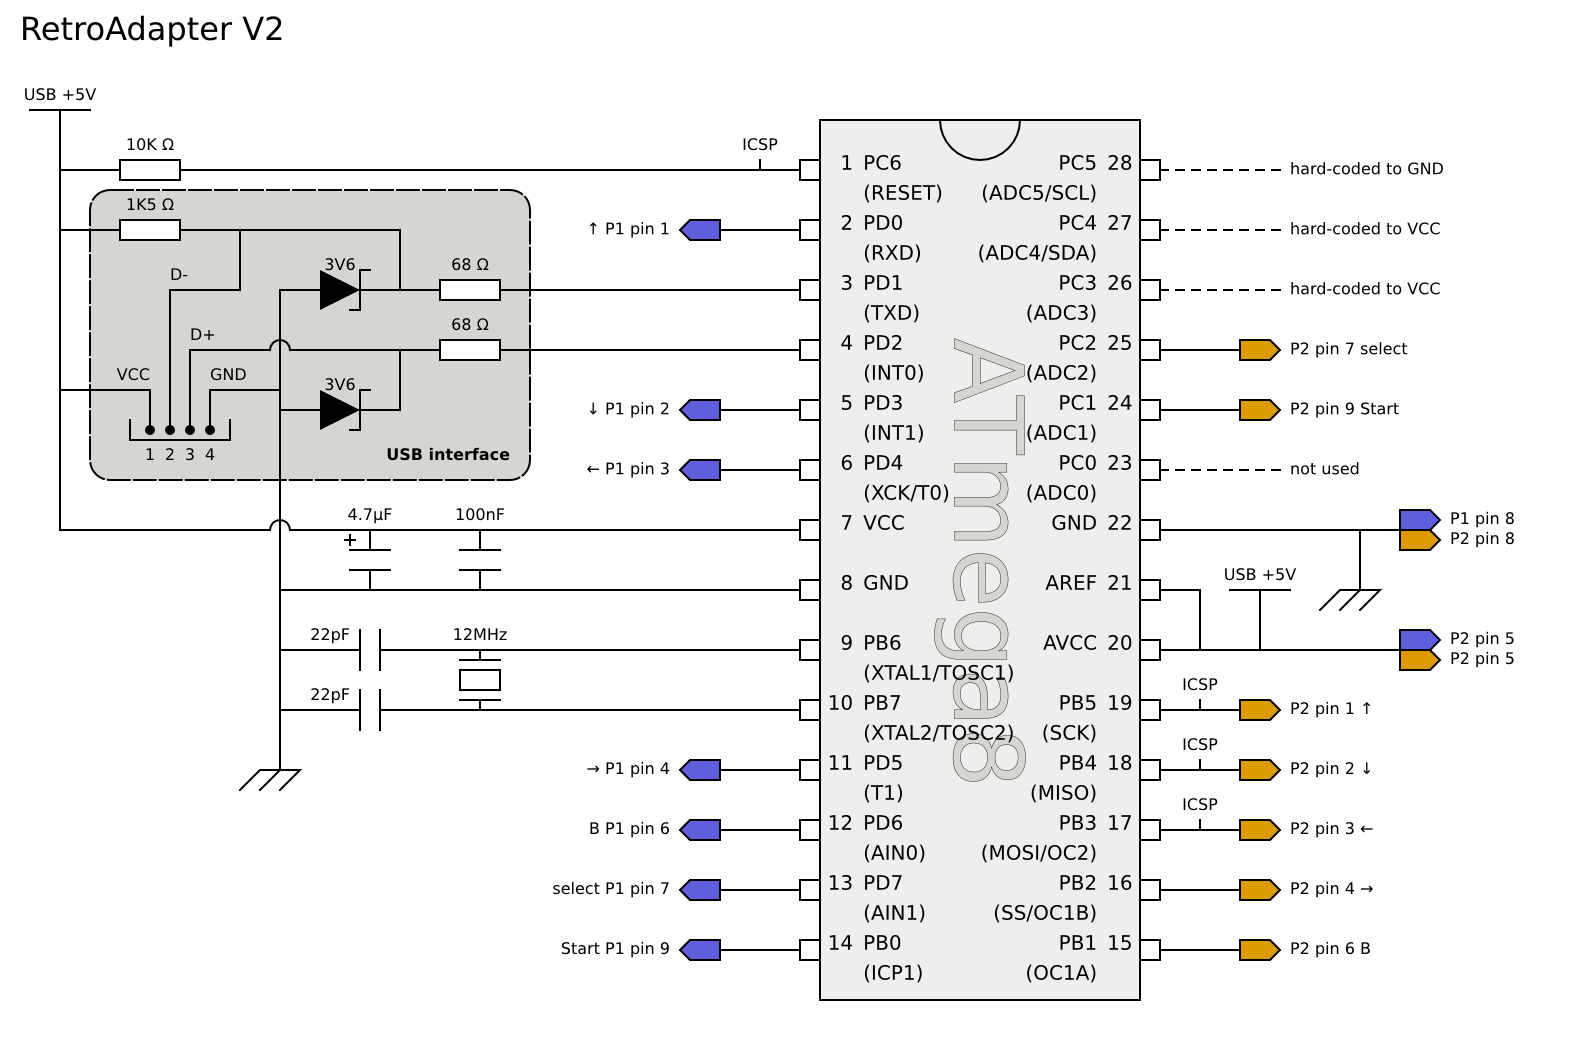 RetroAdapter V2
USB +5V
10K Ω
ICSP
1K5 Ω
↑ P1 pin 1
D-
3V6
68 Ω
D+
68 Ω
VCC
GND
3V6
↓ P1 pin 2
1 2 3 4
USB interface
← P1 pin 3
4.7µF
+
100nF
22pF
12MHz
22pF
→ P1 pin 4
B P1 pin 6
select P1 pin 7
Start P1 pin 9
ATmega8
1 PC6
(RESET)
2 PD0
(RXD)
3 PD1
(TXD)
4 PD2
(INT0)
5 PD3
(INT1)
6 PD4
(XCK/T0)
7 VCC
8 GND
9 PB6
(XTAL1/TOSC1)
10 PB7
(XTAL2/TOSC2)
11 PD5
(T1)
12 PD6
(AIN0)
13 PD7
(AIN1)
14 PB0
(ICP1)
PC5 28
(ADC5/SCL)
PC4 27
(ADC4/SDA)
PC3 26
(ADC3)
PC2 25
(ADC2)
PC1 24
(ADC1)
PC0 23
(ADC0)
GND 22
AREF 21
AVCC 20
PB5 19
(SCK)
PB4 18
(MISO)
PB3 17
(MOSI/OC2)
PB2 16
(SS/OC1B)
PB1 15
(OC1A)
hard-coded to GND
hard-coded to VCC
hard-coded to VCC
P2 pin 7 select
P2 pin 9 Start
not used
P1 pin 8
P2 pin 8
USB +5V
P2 pin 5
P2 pin 5
ICSP
P2 pin 1 ↑
ICSP
P2 pin 2 ↓
ICSP
P2 pin 3 ←
P2 pin 4 →
P2 pin 6 B